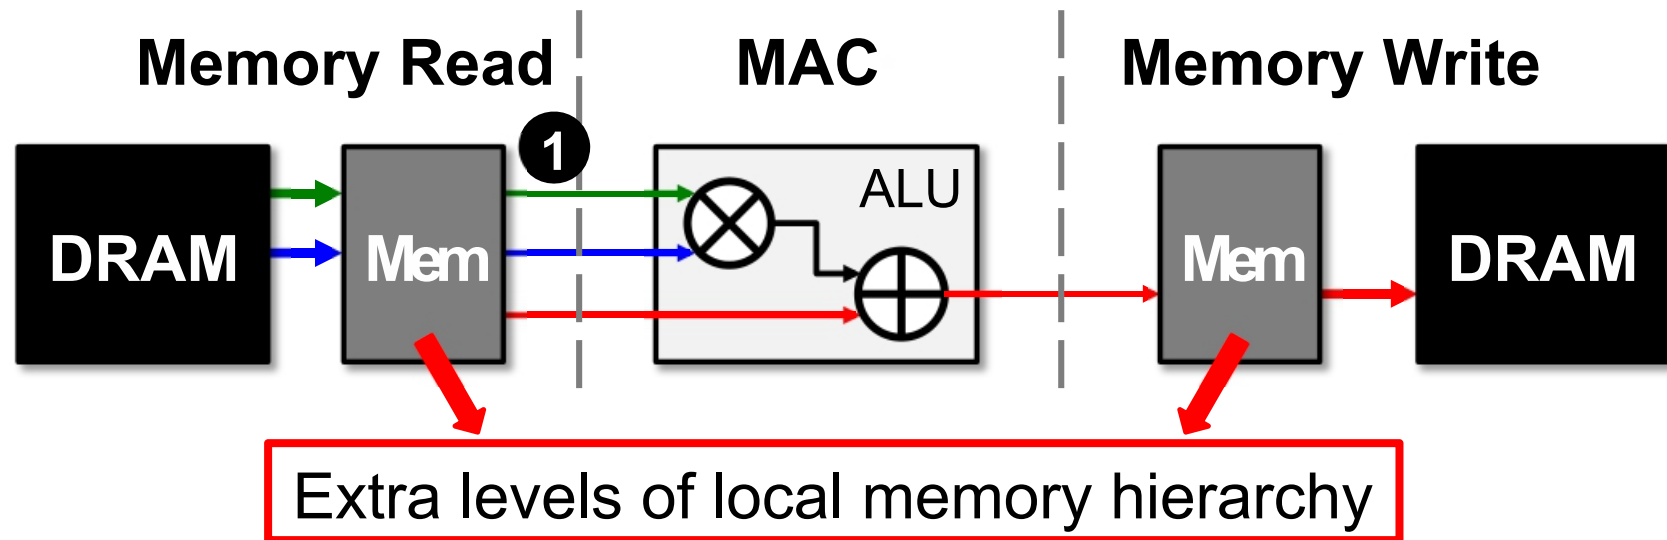 Memory Read
MAC
Memory Write
1
ALU
DRAM
Mem
Mem
DRAM
Extra levels of local memory hierarchy